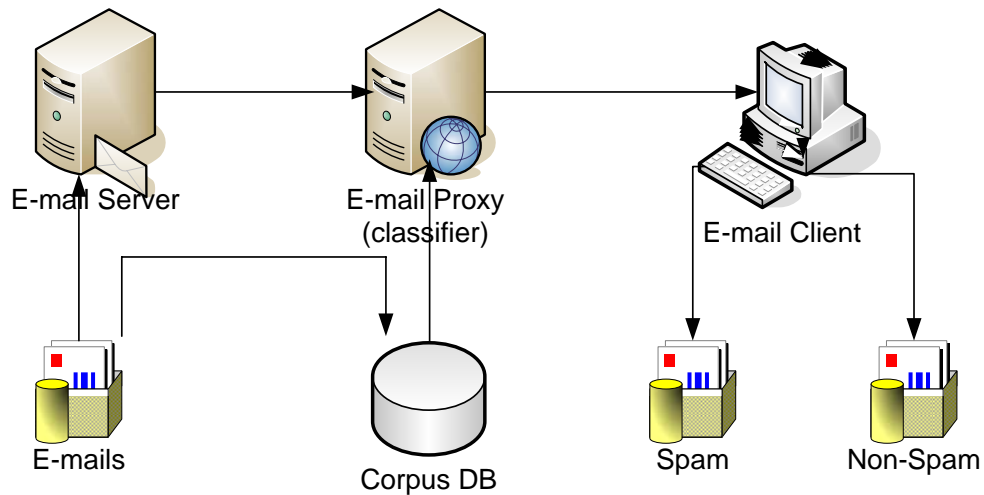 E-mail Server
E-mail Proxy
(classifier)
E-mail Client
E-mails
Corpus DB
Spam
Non-Spam